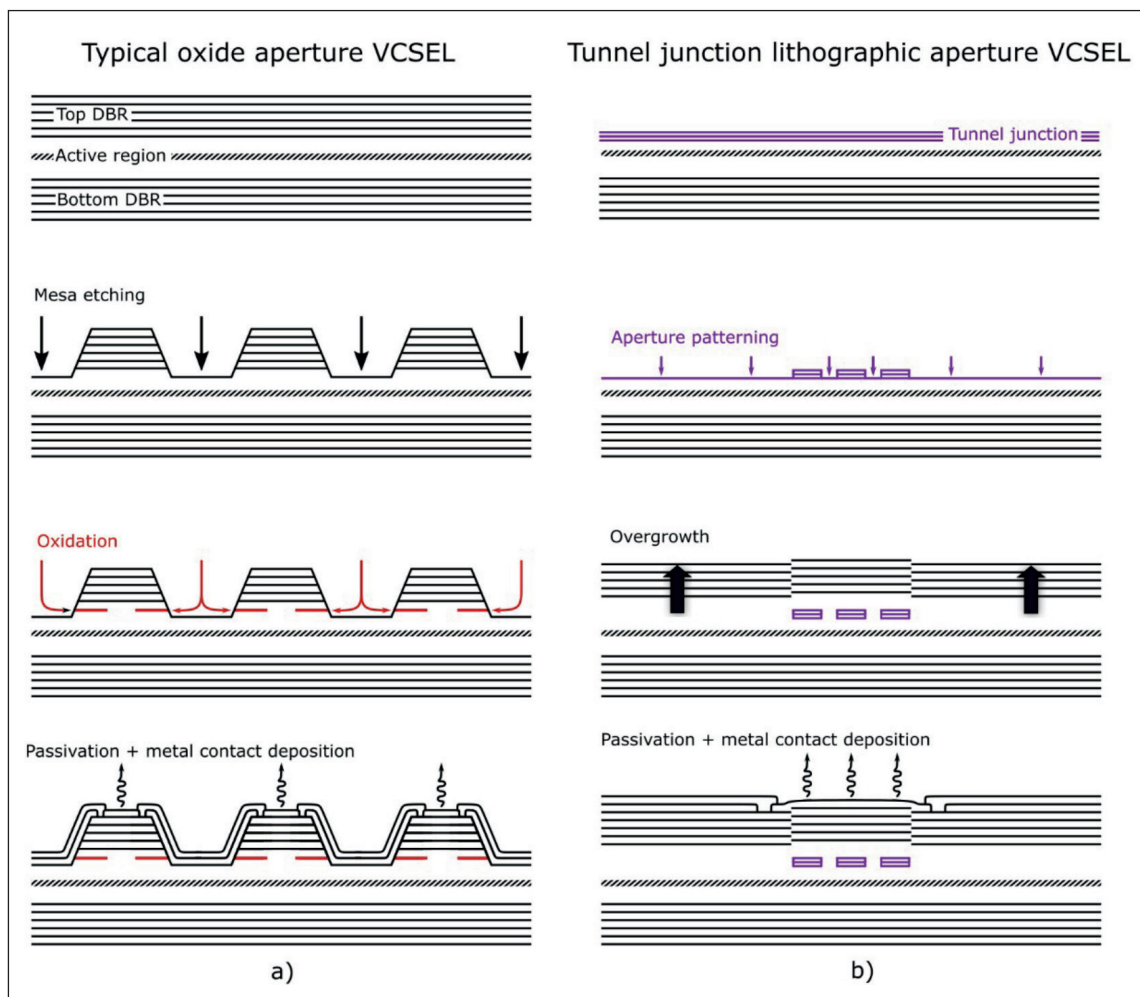 Typical oxide aperture VCSEL
Top DBR
Active region
Bottom DBR
Mesa etching
Oxidation
Passivation + metal contact deposition
a)
Tunnel junction lithographic aperture VCSEL
Tunnel junction
Aperture patterning
Overgrowth
Passivation + metal contact deposition
b)